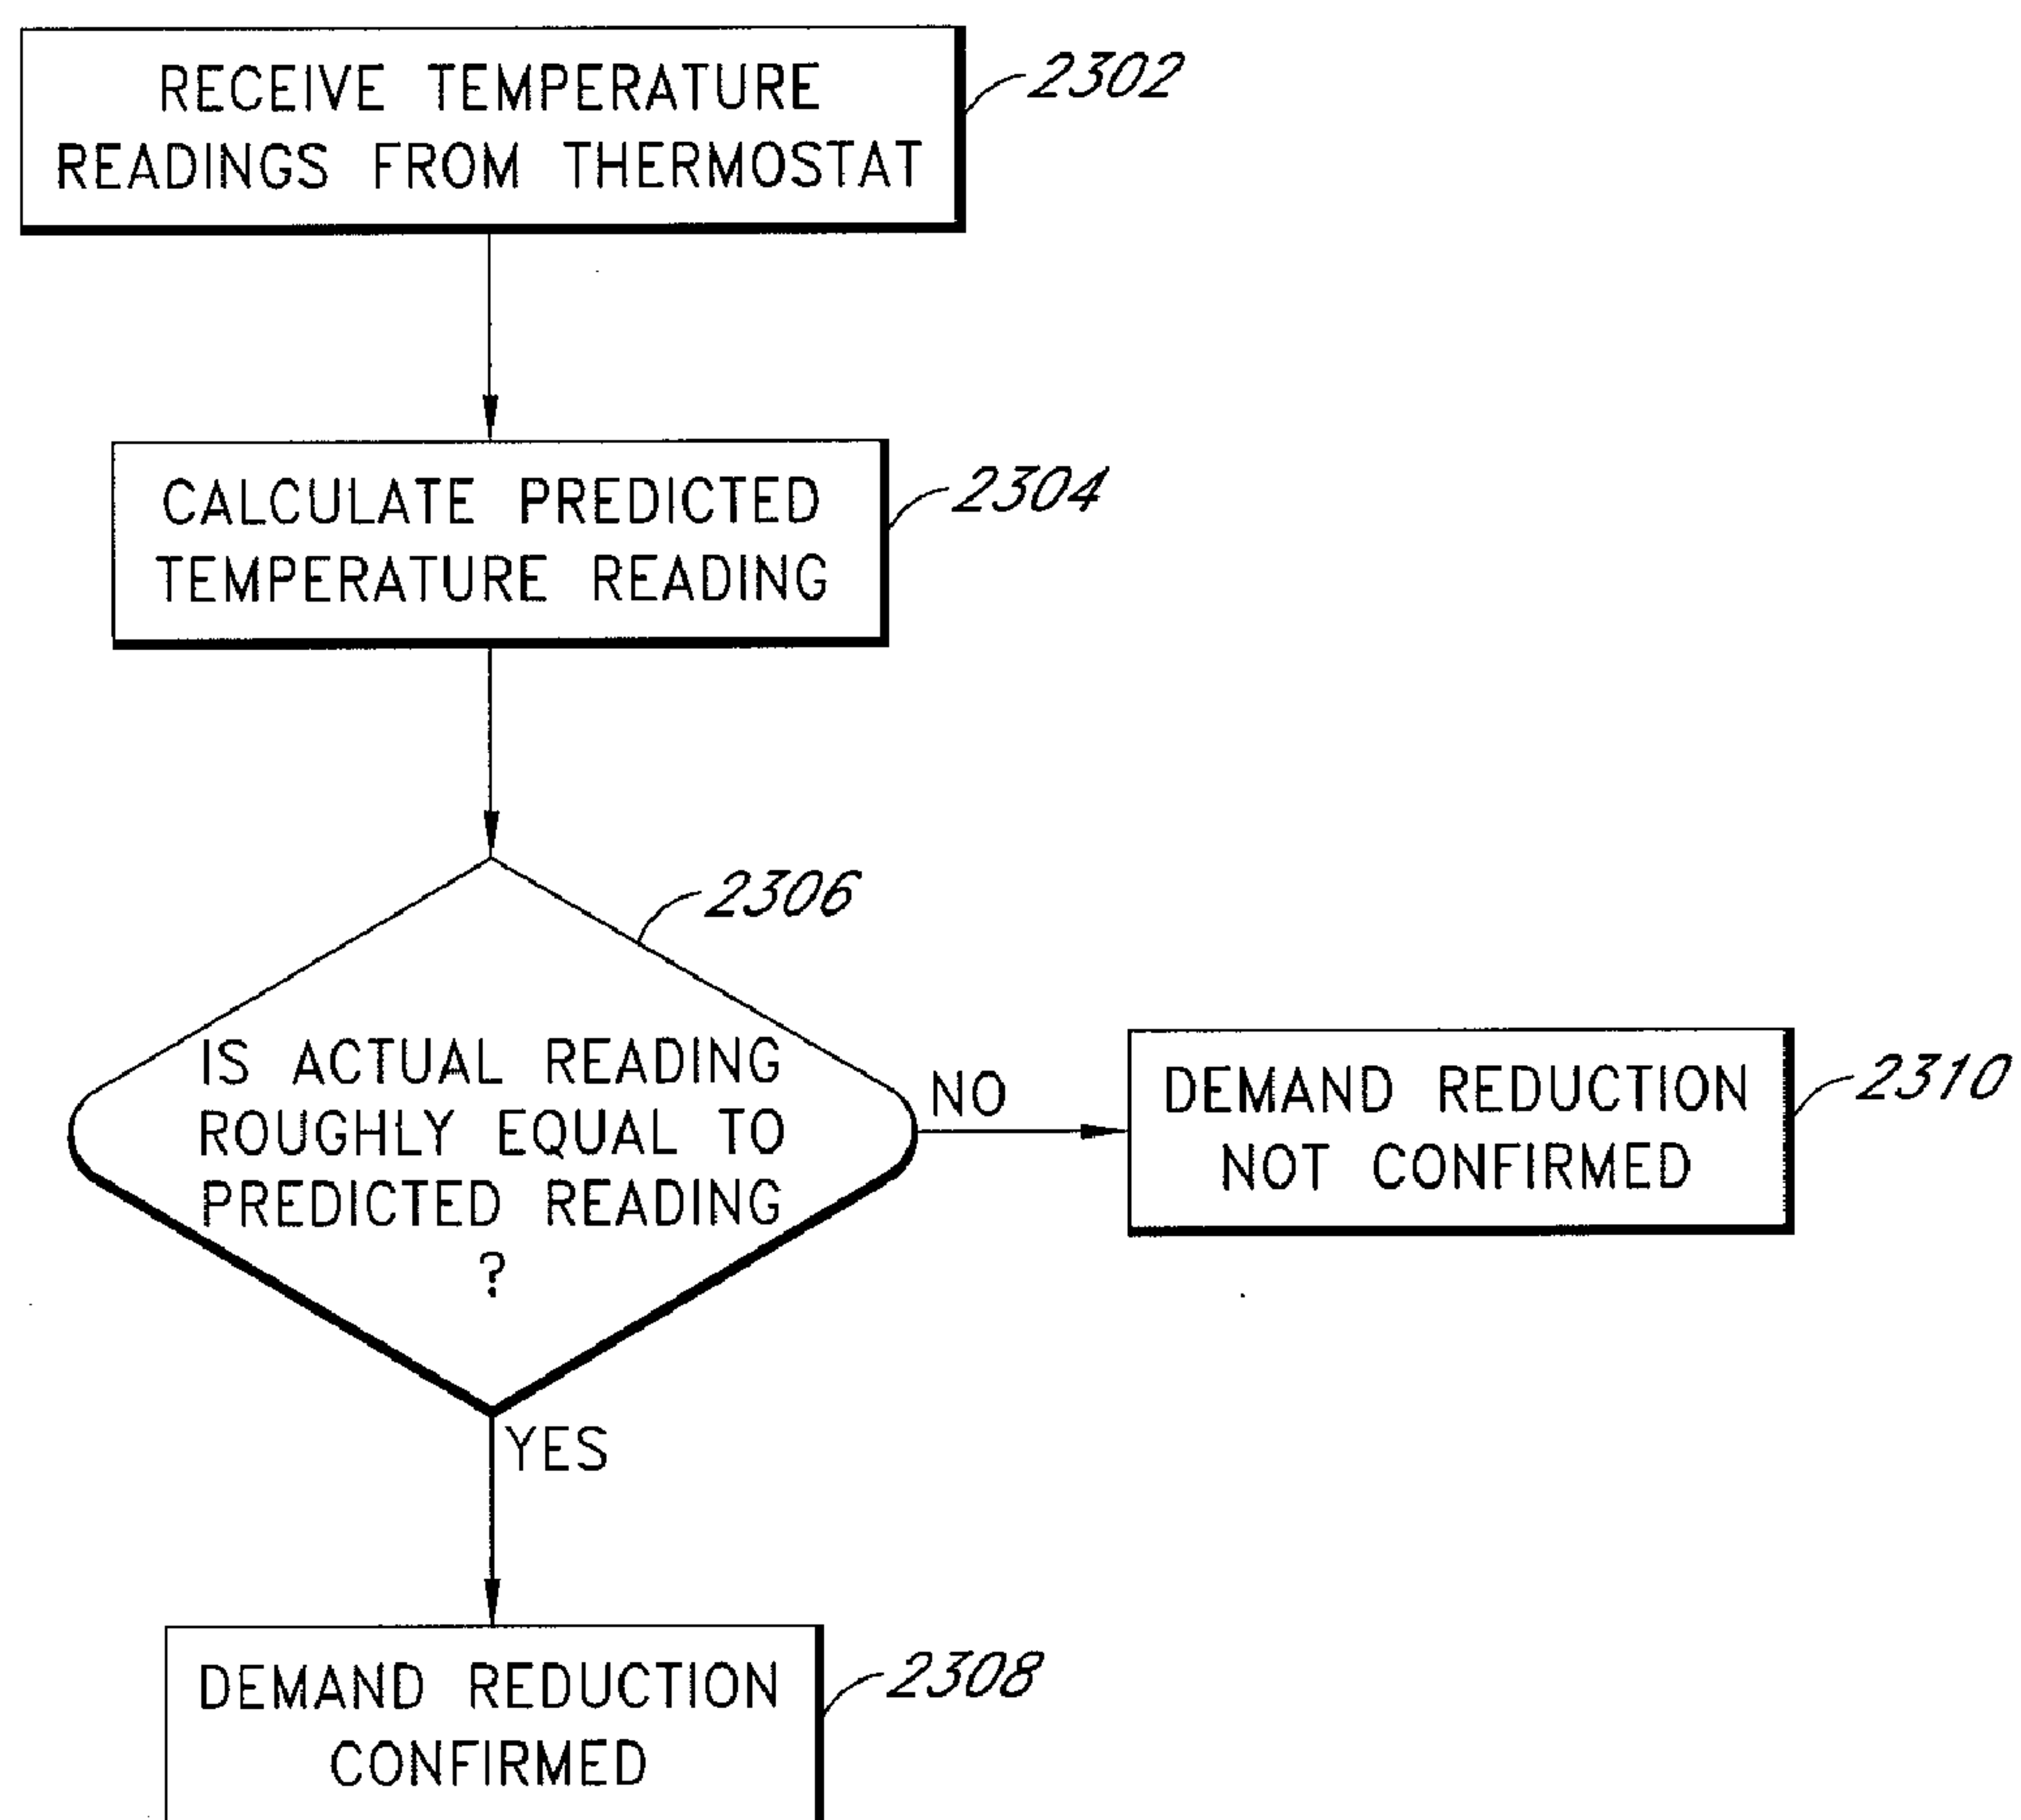 RECEIVE TEMPERATURE
READINGS FROM THERMOSTAT
2302
CALCULATE PREDICTED
TEMPERATURE READING
2304
2306
IS ACTUAL READING
ROUGHLY EQUAL TO
PREDICTED READING
?
NO
DEMAND REDUCTION
NOT CONFIRMED
2310
YES
DEMAND REDUCTION
CONFIRMED
2308